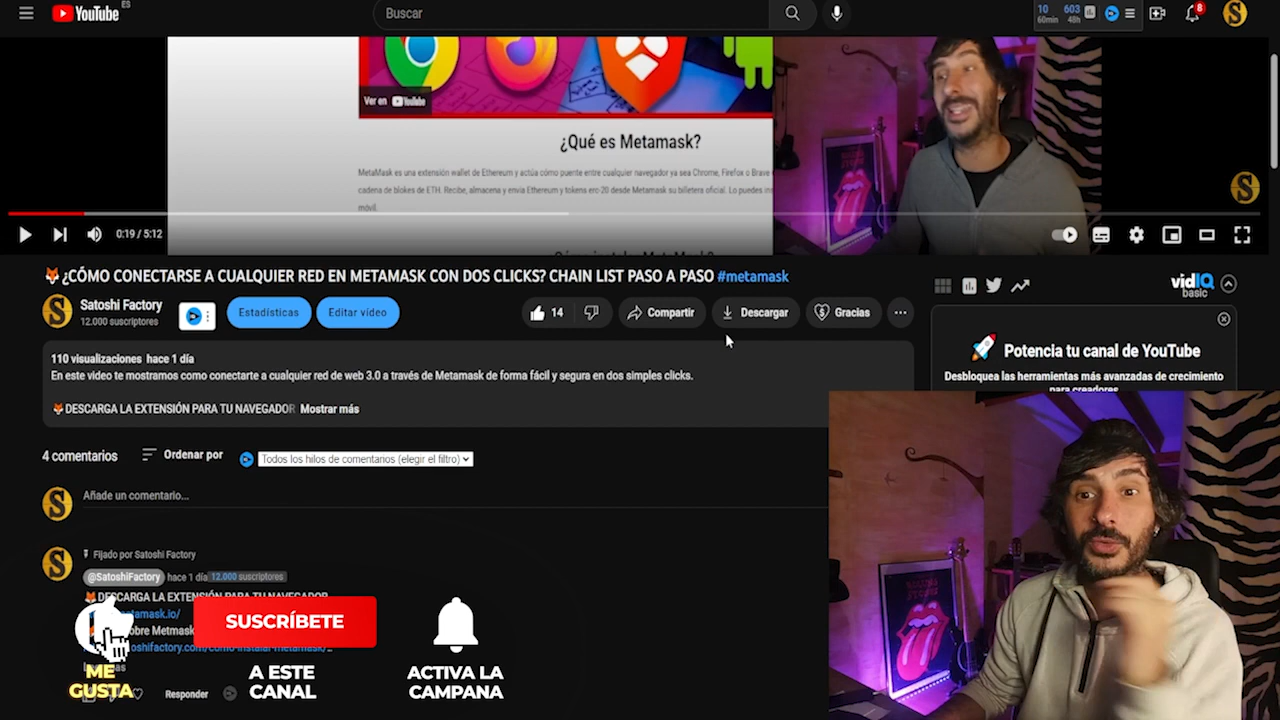 YouTube ES
Buscar
10 603
60min 48h
8
Ver en YouTube
¿Qué es Metamask?
MetaMask es una extensión wallet de Ethereum y actúa cómo puente entre cualquier navegador ya sea Chrome, Firefox o Brave
cadena de blokes de ETH. Recibe, almacena y envia Ethereum y tokens erc-20 desde Metamask su billetera oficial. Lo puedes
móvil.
0:19 / 5:12
¿CÓMO CONECTARSE A CUALQUIER RED EN METAMASK CON DOS CLICKS? CHAIN LIST PASO A PASO #metamask
Satoshi Factory
12.000 suscriptores
Estadísticas
Editar vídeo
14
Compartir
Descargar
Gracias
vidIQ
basic
Potencia tu canal de YouTube
Desbloquea las herramientas más avanzadas de crecimiento
para creadores.
110 visualizaciones hace 1 día
En este video te mostramos como conectarte a cualquier red de web 3.0 a través de Metamask de forma fácil y segura en dos simples clicks.
DESCARGA LA EXTENSIÓN PARA TU NAVEGADOR Mostrar más
4 comentarios
Ordenar por
Todos los hilos de comentarios (elegir el filtro)
Añade un comentario...
Fijado por Satoshi Factory
@SatoshiFactory hace 1 día 12.000 suscriptores
DESCARGA LA EXTENSIÓN PARA TU NAVEGADOR
SUSCRÍBETE
ME
GUSTA
A ESTE
CANAL
ACTIVA LA
CAMPANA
Responder